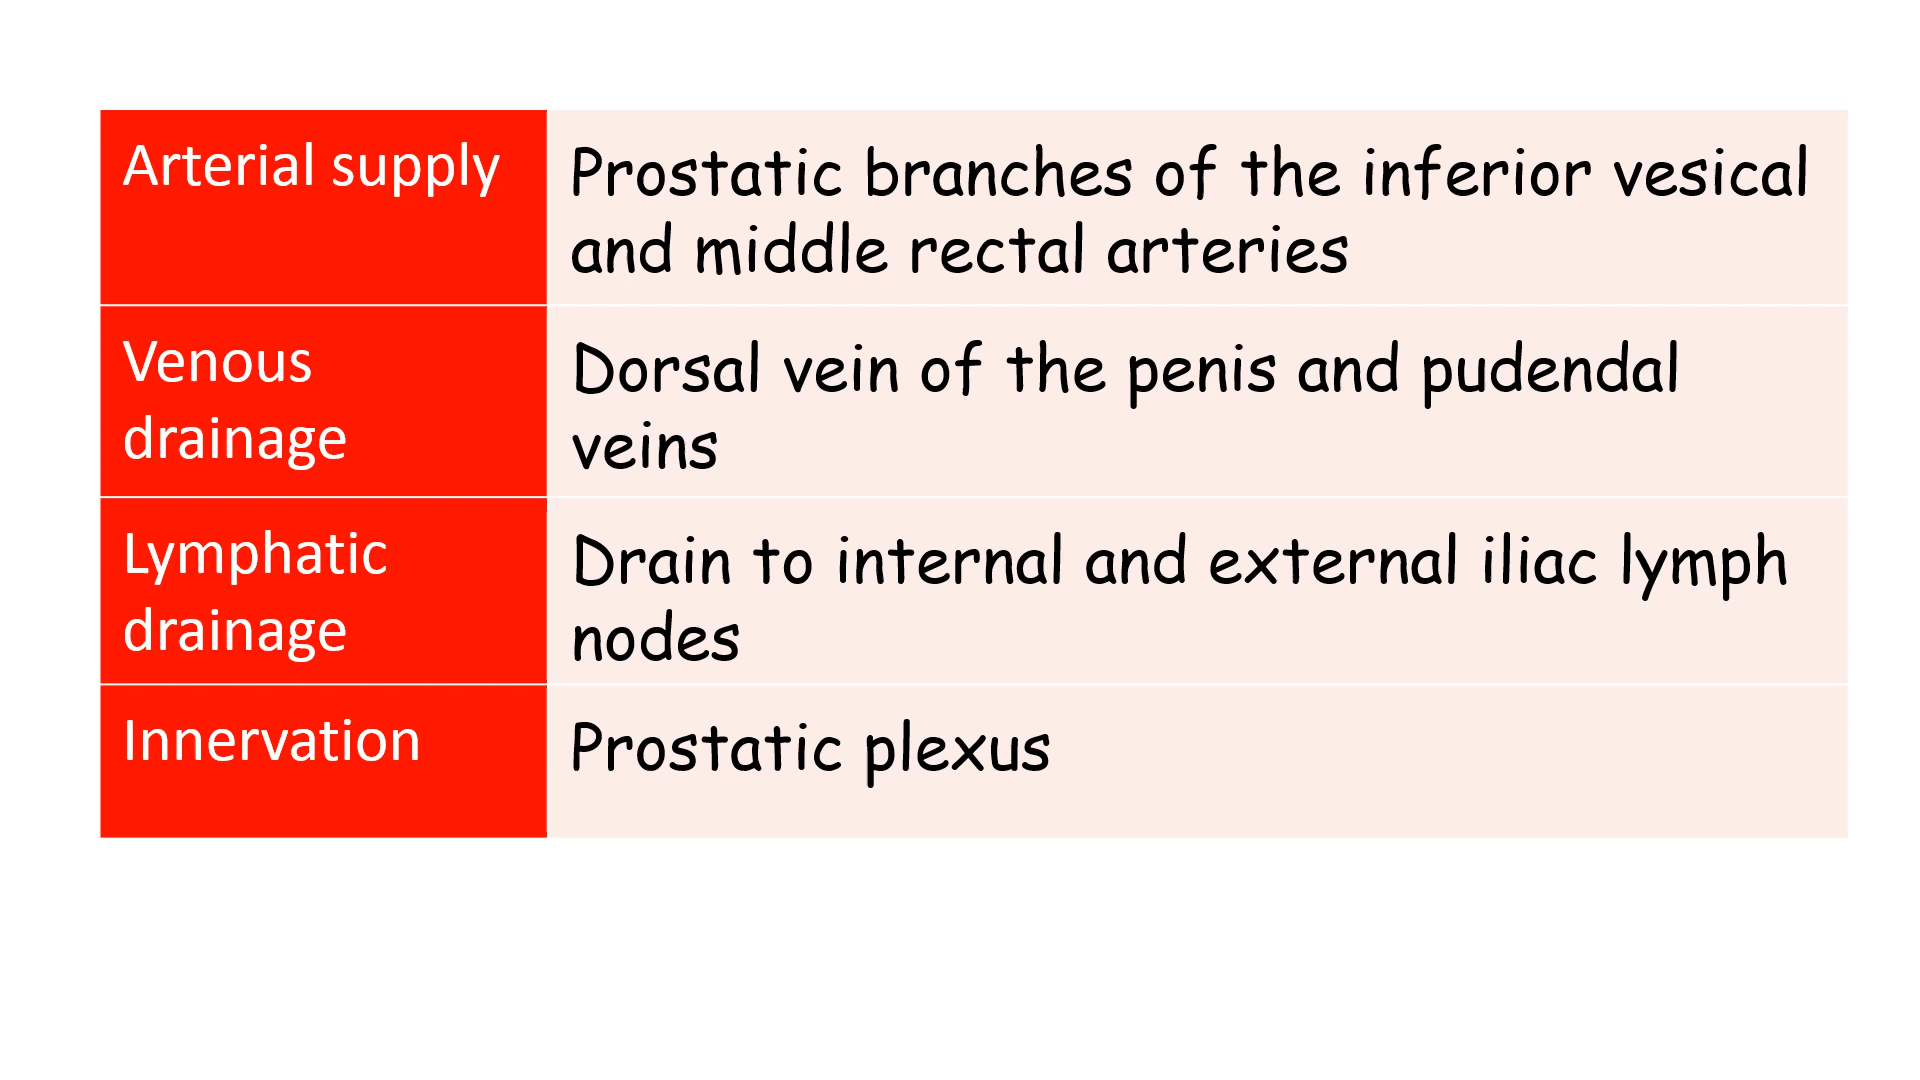 Arterial supply
Prostatic branches of the inferior vesical
and middle rectal arteries
Venous
drainage
Dorsal vein of the penis and pudendal
veins
Lymphatic
drainage
Drain to internal and external iliac lymph
nodes
Innervation
Prostatic plexus